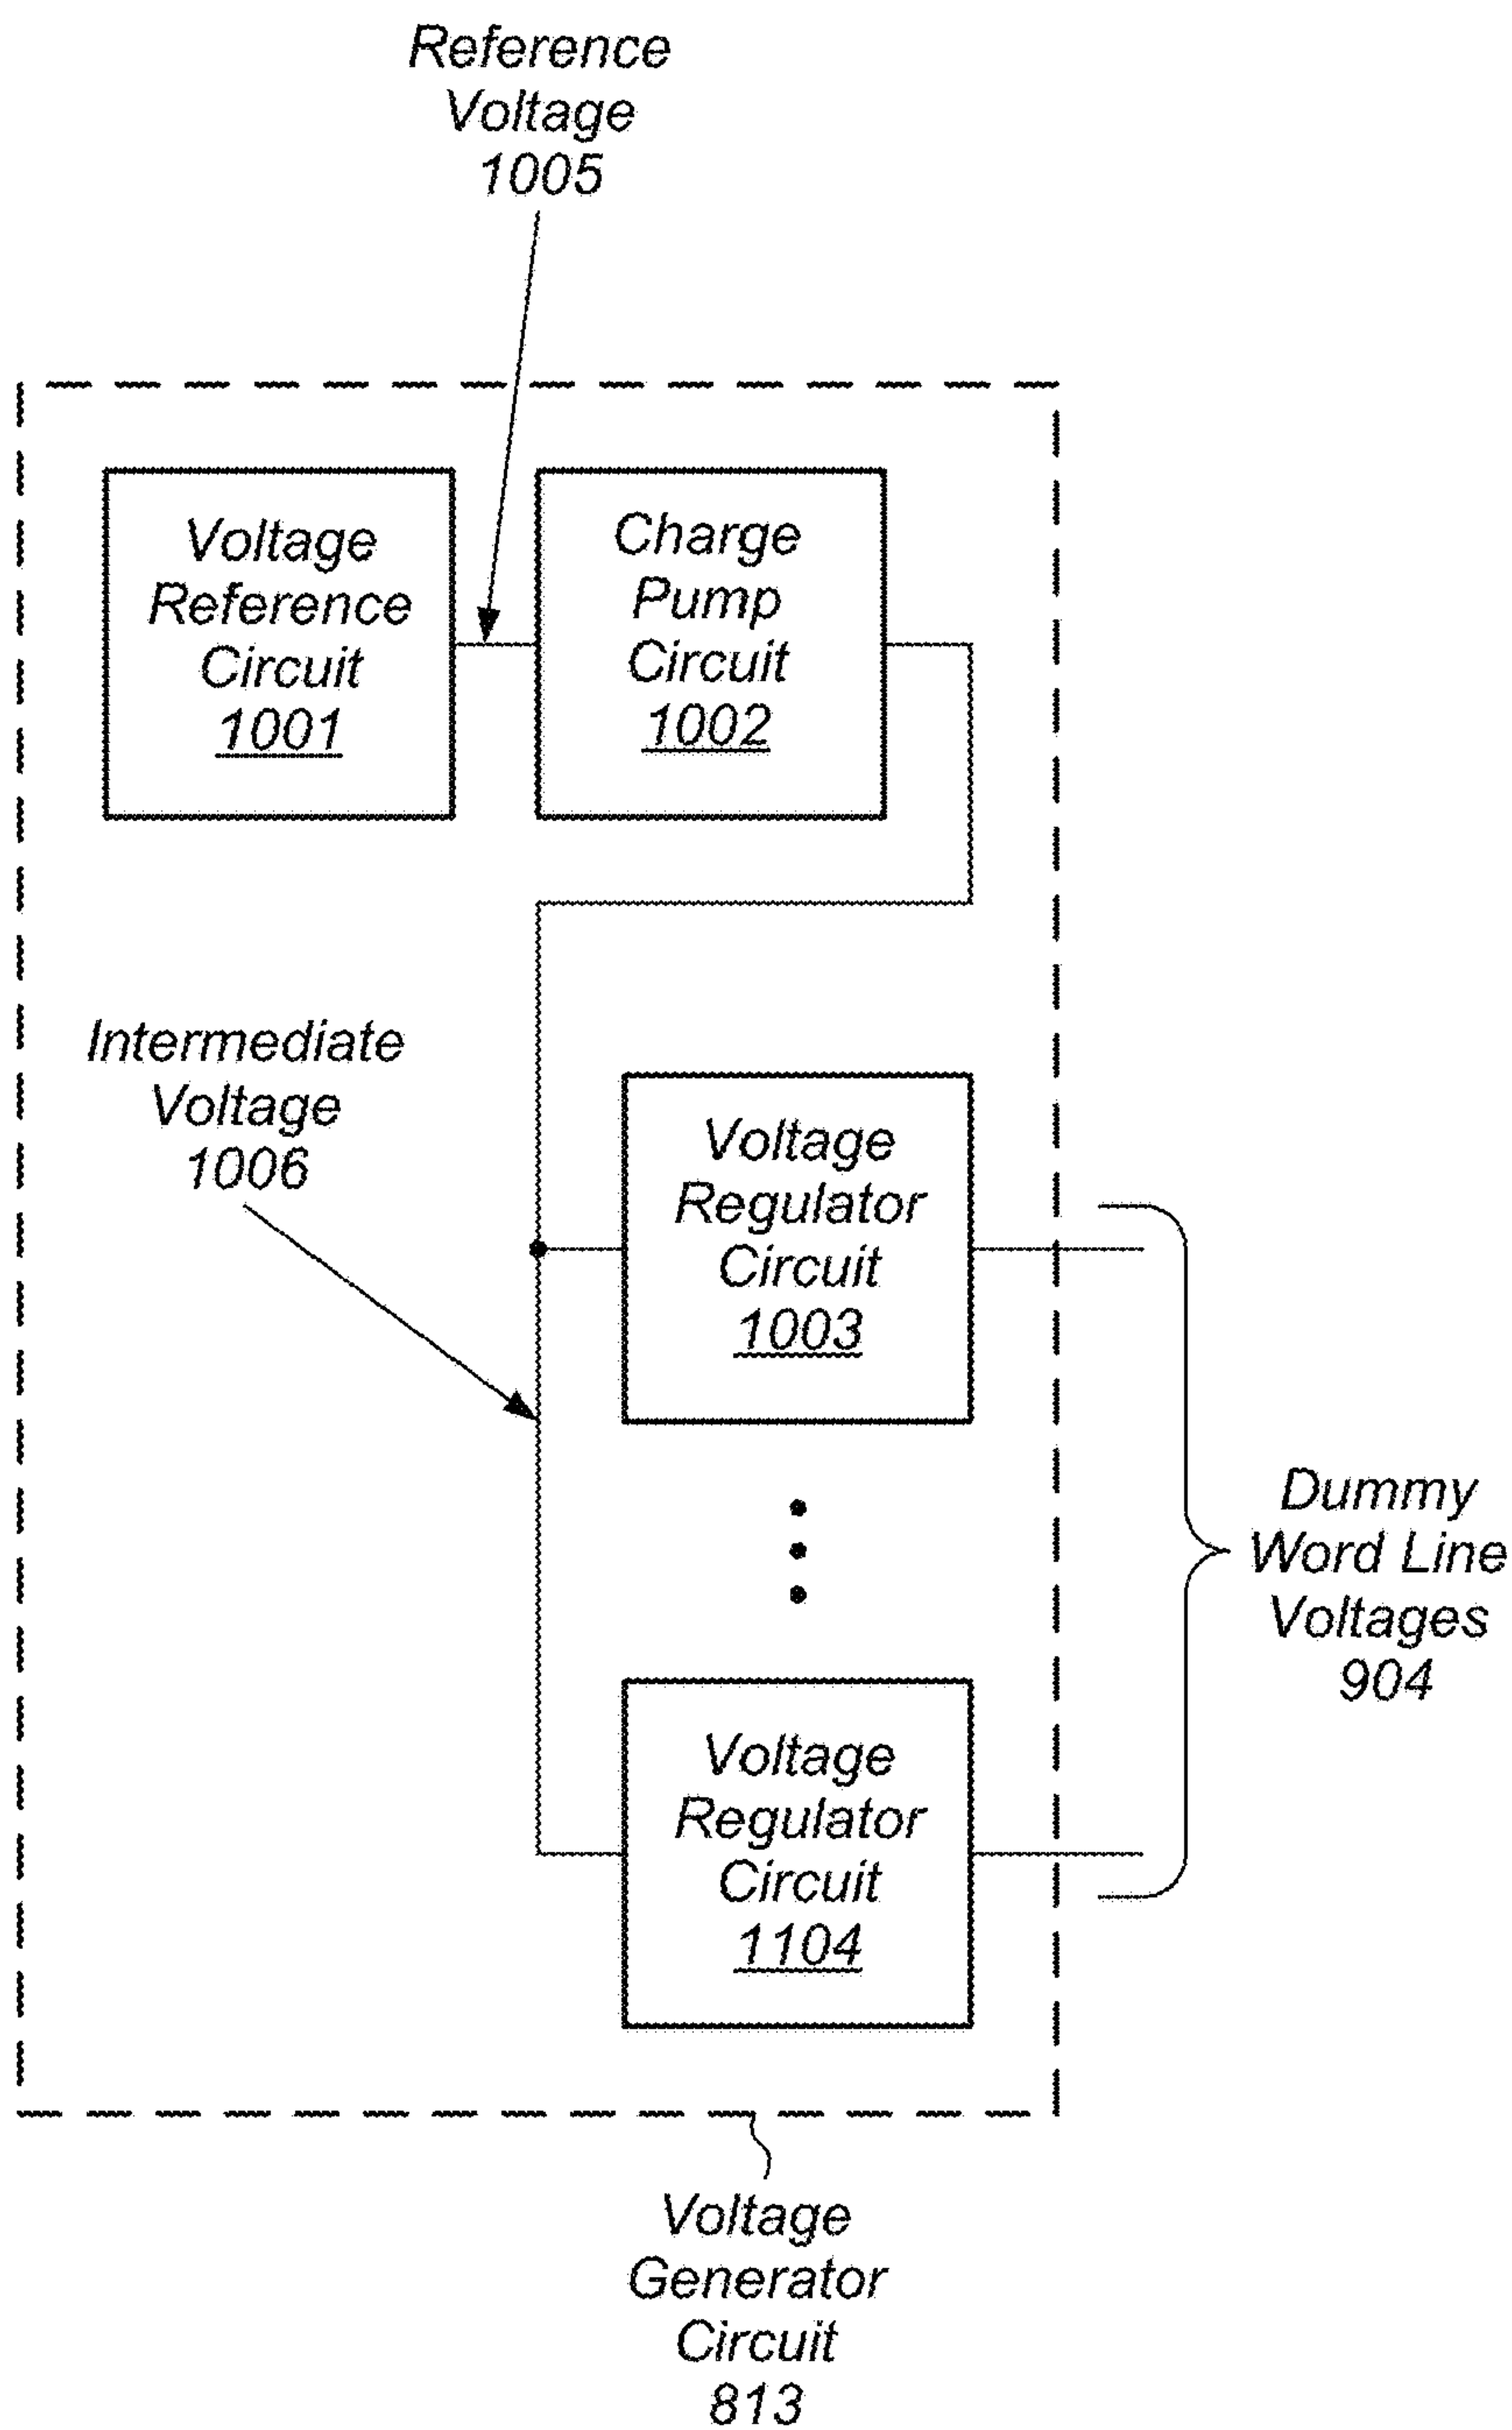 Reference
Voltage
1005
Voltage
Reference
Circuit
1001
Charge
Pump
Circuit
1002
Intermediate
Voltage
1006
Voltage
Regulator
Circuit
1003
Dummy
Word Line
Voltages
904
Voltage
Regulator
Circuit
1104
Voltage
Generator
Circuit
813